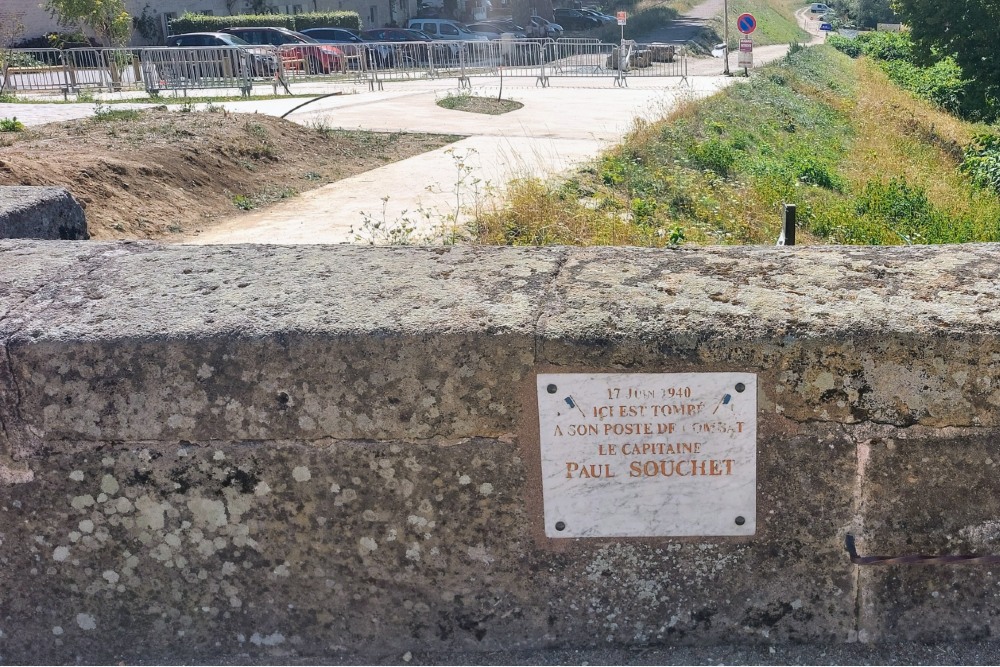 17 JUIN 1940
ICI EST TOMBÉ
A SON POSTE DE COMBAT
LE CAPITAINE
PAUL SOUCHET